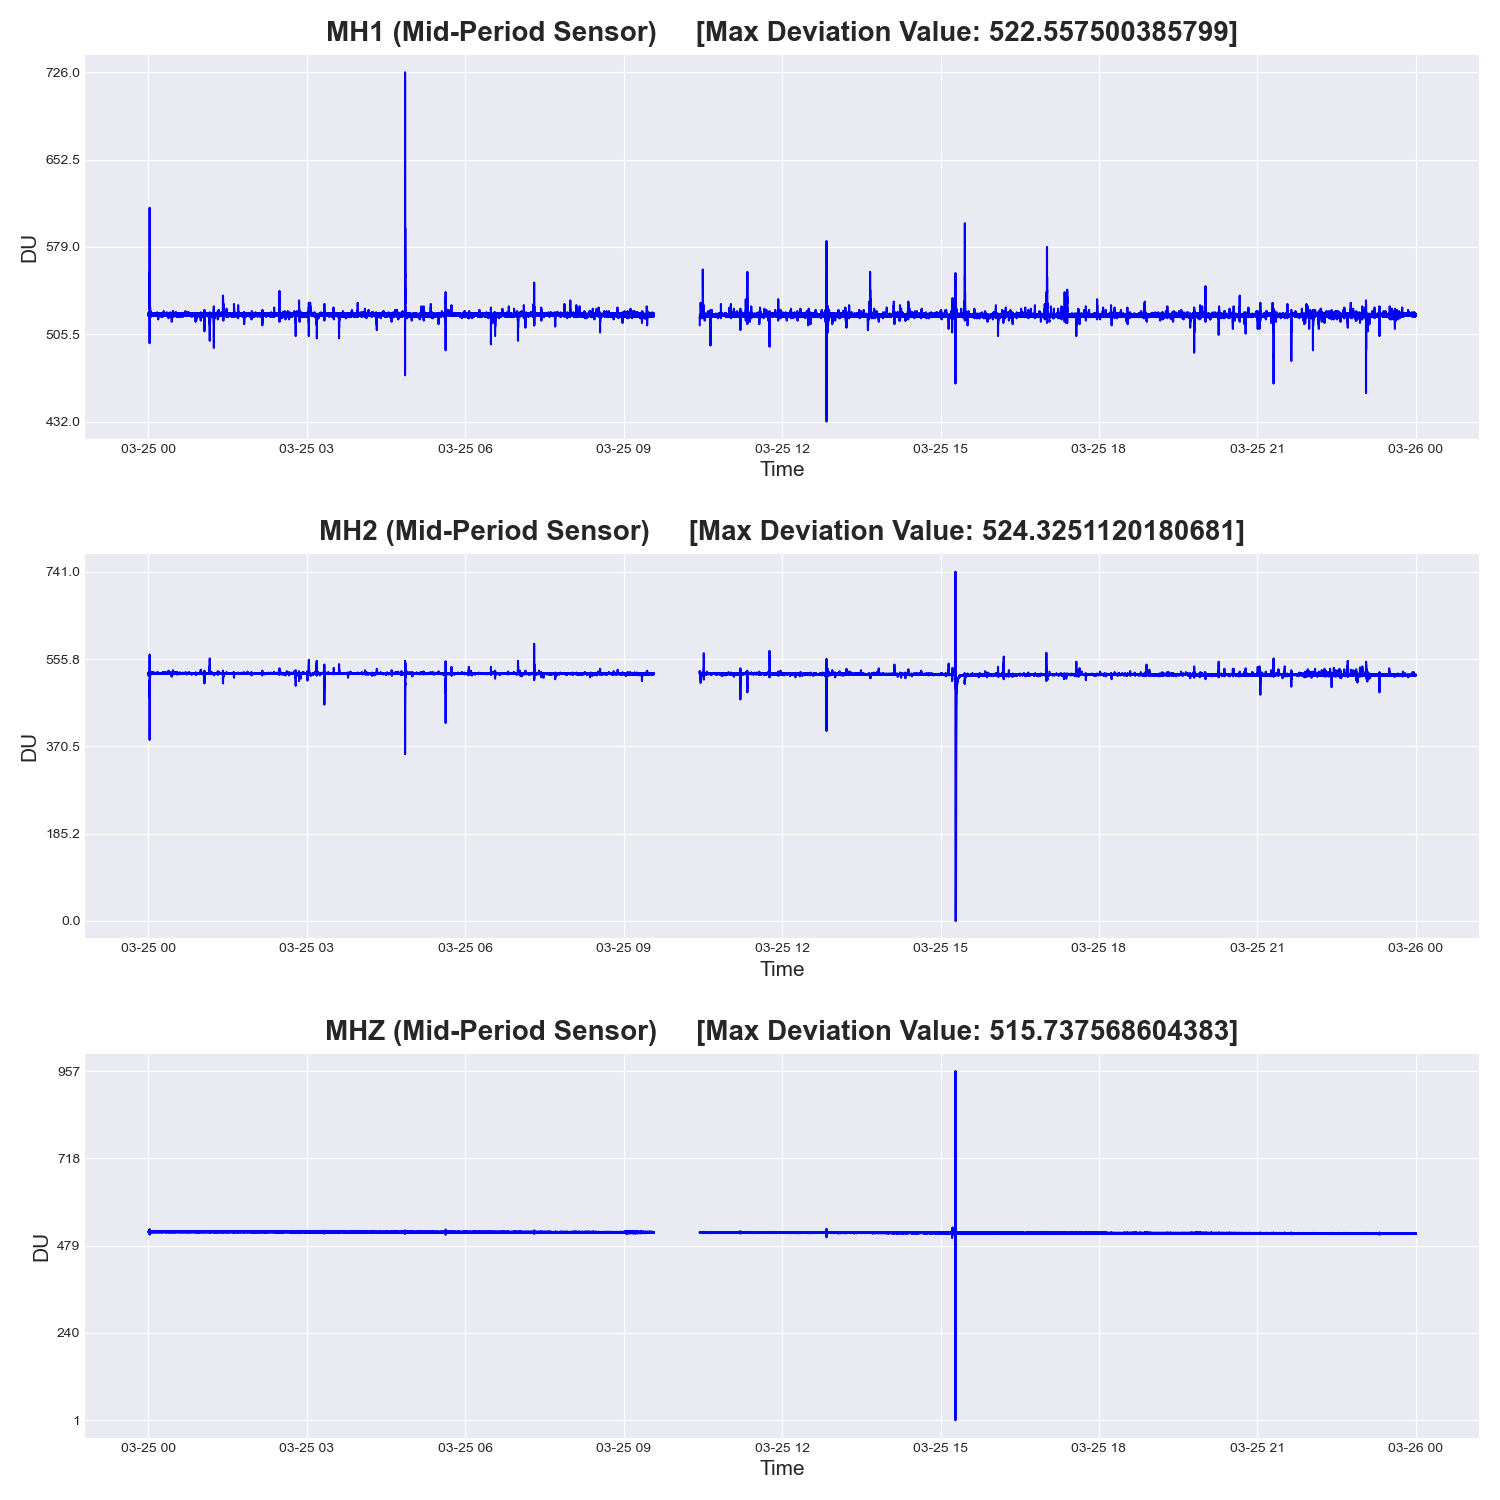 MH1 (Mid-Period Sensor) [Max Deviation Value: 522.557500385799]
DU
726.0
652.5
579.0
505.5
432.0
03-25 00 03-25 03 03-25 06 03-25 09 03-25 12 03-25 15 03-25 18 03-25 21 03-26 00
Time
MH2 (Mid-Period Sensor) [Max Deviation Value: 524.3251120180681]
DU
741.0
555.8
370.5
185.2
0.0
03-25 00 03-25 03 03-25 06 03-25 09 03-25 12 03-25 15 03-25 18 03-25 21 03-26 00
Time
MHZ (Mid-Period Sensor) [Max Deviation Value: 515.737568604383]
DU
957
718
479
240
1
03-25 00 03-25 03 03-25 06 03-25 09 03-25 12 03-25 15 03-25 18 03-25 21 03-26 00
Time